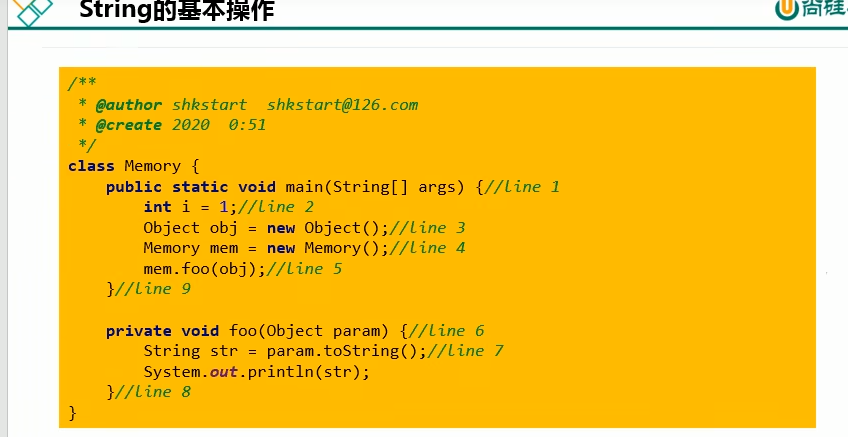 String的基本操作
尚硅
/**
 * @author shkstart  shkstart@126.com
 * @create 2020  0:51
 */
class Memory {
    public static void main(String[] args) {//line 1
        int i = 1;//line 2
        Object obj = new Object();//line 3
        Memory mem = new Memory();//line 4
        mem.foo(obj);//line 5
    }//line 9

    private void foo(Object param) {//line 6
        String str = param.toString();//line 7
        System.out.println(str);
    }//line 8
}